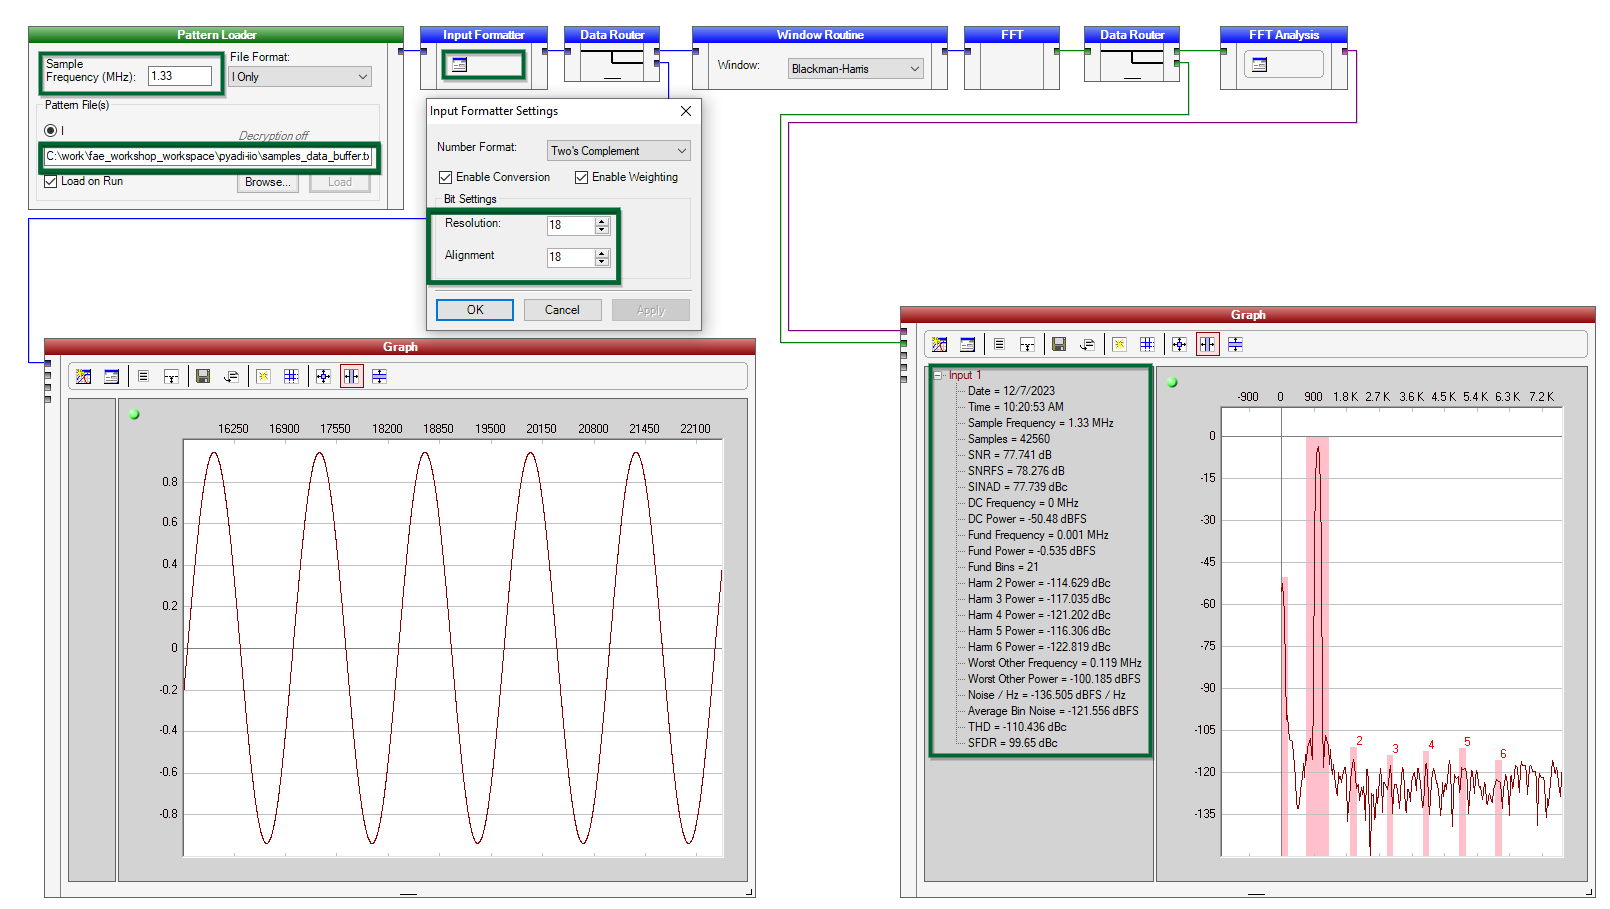 Pattern Loader
Sample
Frequency (MHz):
1.33
File Format:
I Only
Pattern File(s)
I
Decryption off
C:\work\fae_workshop_workspace\pyadi-iio\samples_data_buffer.t
Load on Run
Browse...
Load
Input Formatter
Data Router
Window Routine
Window:
Blackman-Harris
FFT
Data Router
FFT Analysis
Input Formatter Settings
Number Format:
Two's Complement
Enable Conversion
Enable Weighting
Bit Settings
Resolution:
18
Alignment
18
OK
Cancel
Apply
Graph
16250 16900 17550 18200 18850 19500 20150 20800 21450 22100
0.8
0.6
0.4
0.2
0
-0.2
-0.4
-0.6
-0.8
Graph
Input 1
Date = 12/7/2023
Time = 10:20:53 AM
Sample Frequency = 1.33 MHz
Samples = 42560
SNR = 77.741 dB
SNRFS = 78.276 dB
SINAD = 77.739 dBc
DC Frequency = 0 MHz
DC Power = -50.48 dBFS
Fund Frequency = 0.001 MHz
Fund Power = -0.535 dBFS
Fund Bins = 21
Harm 2 Power = -114.629 dBc
Harm 3 Power = -117.035 dBc
Harm 4 Power = -121.202 dBc
Harm 5 Power = -116.306 dBc
Harm 6 Power = -122.819 dBc
Worst Other Frequency = 0.119 MHz
Worst Other Power = -100.185 dBFS
Noise / Hz = -136.505 dBFS / Hz
Average Bin Noise = -121.556 dBFS
THD = -110.436 dBc
SFDR = 99.65 dBc
-900 0 900 1.8 K 2.7 K 3.6 K 4.5 K 5.4 K 6.3 K 7.2 K
0
-15
-30
-45
-60
-75
-90
-105
-120
-135
2
3
4
5
6